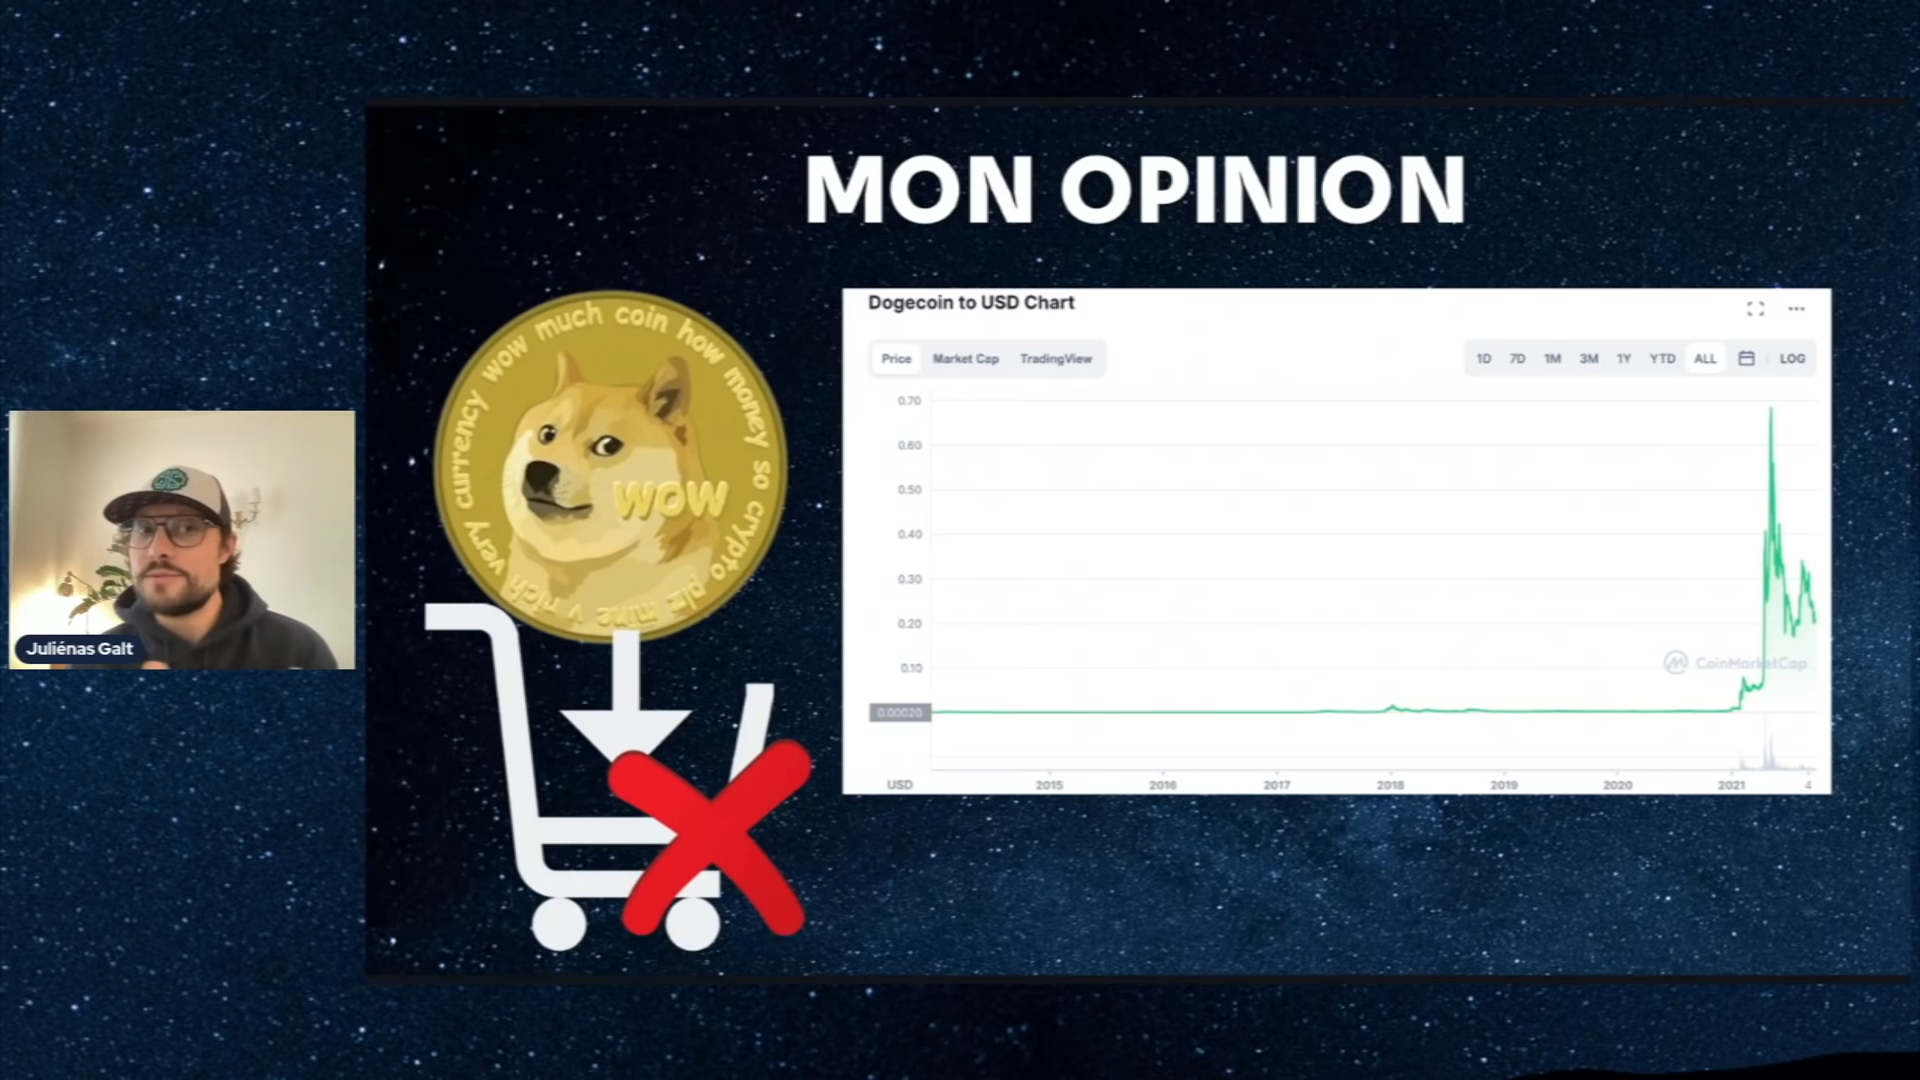 MON OPINION
very currency wow much coin how money so crypto plz mine v rich
WOW
Dogecoin to USD Chart
Price Market Cap TradingView
1D 7D 1M 3M 1Y YTD ALL LOG
0.70
0.60
0.50
0.40
0.30
0.20
0.10
0.00020
CoinMarketCap
USD 2015 2016 2017 2018 2019 2020 2021 4
Juliénas Galt